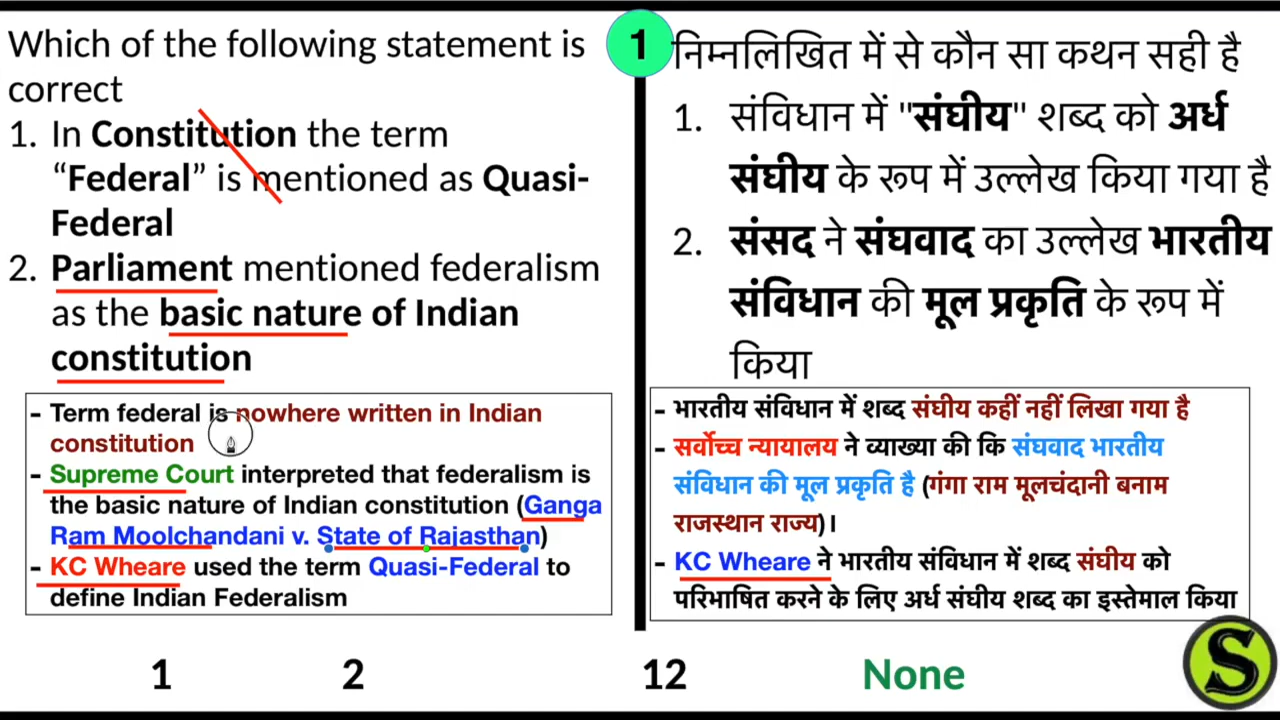 Which of the following statement is
correct
1. In Constitution the term
“Federal” is mentioned as Quasi-
Federal
2. Parliament mentioned federalism
as the basic nature of Indian
constitution
- Term federal is nowhere written in Indian
constitution
- Supreme Court interpreted that federalism is
the basic nature of Indian constitution (Ganga
Ram Moolchandani v. State of Rajasthan)
- KC Wheare used the term Quasi-Federal to
define Indian Federalism
1
निम्नलिखित में से कौन सा कथन सही है
1. संविधान में "संघीय" शब्द को अर्ध
संघीय के रूप में उल्लेख किया गया है
2. संसद ने संघवाद का उल्लेख भारतीय
संविधान की मूल प्रकृति के रूप में
किया
- भारतीय संविधान में शब्द संघीय कहीं नहीं लिखा गया है
- सर्वोच्च न्यायालय ने व्याख्या की कि संघवाद भारतीय
संविधान की मूल प्रकृति है (गंगा राम मूलचंदानी बनाम
राजस्थान राज्य)।
- KC Wheare ने भारतीय संविधान में शब्द संघीय को
परिभाषित करने के लिए अर्ध संघीय शब्द का इस्तेमाल किया
1 2 12 None
S